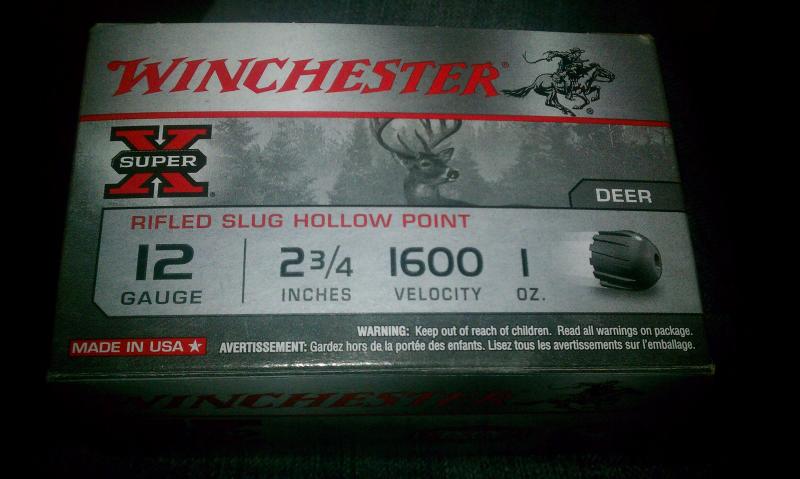 WINCHESTER®
®
SUPER X®
DEER
RIFLED SLUG HOLLOW POINT
12 2 3/4 1600 1
GAUGE INCHES VELOCITY OZ.
WARNING: Keep out of reach of children. Read all warnings on package.
MADE IN USA ★ AVERTISSEMENT: Gardez hors de la portée des enfants. Lisez tous les avertissements sur l'emballage.
WINCHESTER